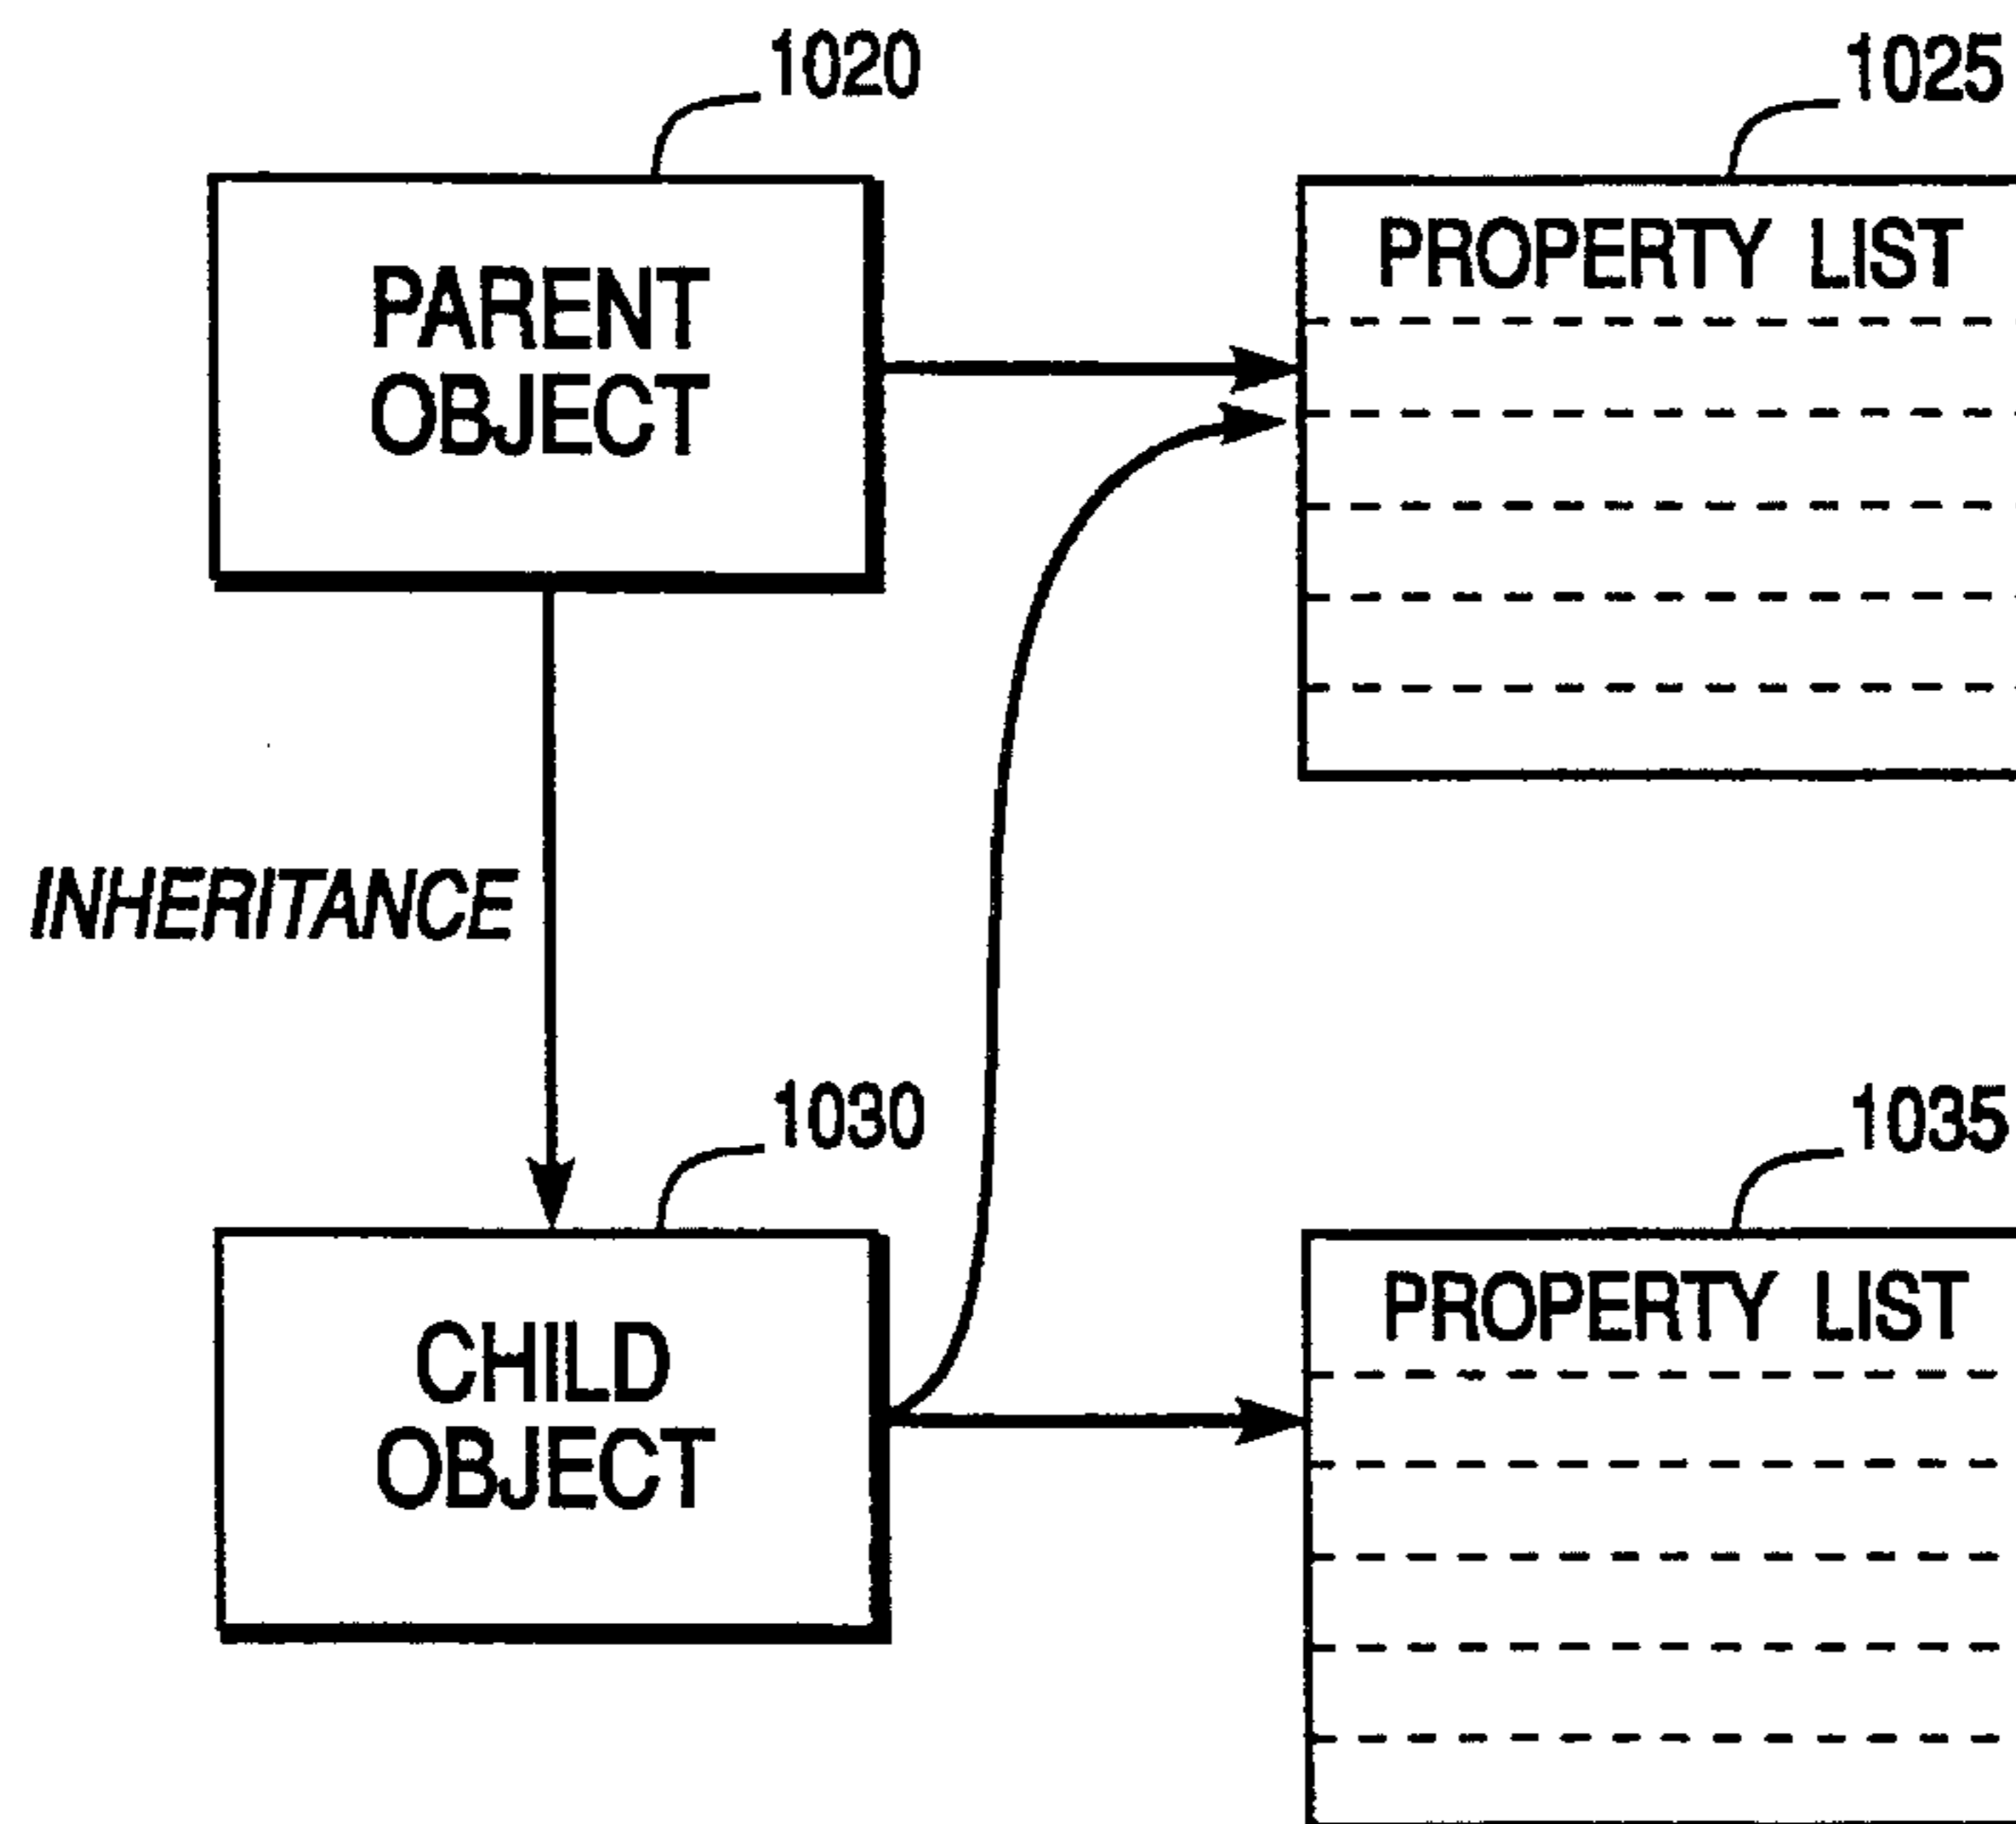 1020
1025
PARENT
OBJECT
PROPERTY LIST
INHERITANCE
1030
1035
CHILD
OBJECT
PROPERTY LIST